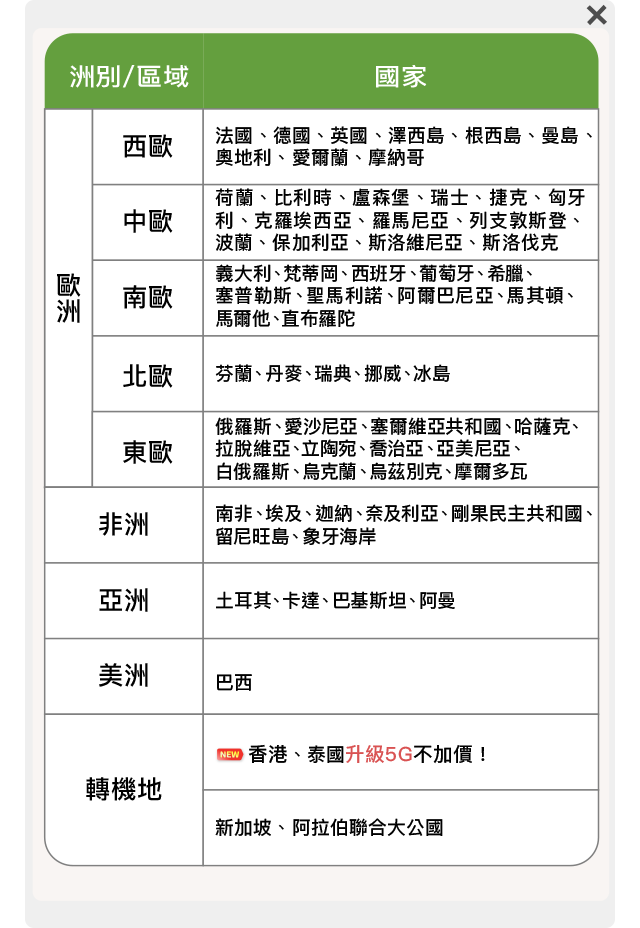 洲別/區域
國家
歐洲
西歐
法國、德國、英國、澤西島、根西島、曼島、
奧地利、愛爾蘭、摩納哥
中歐
荷蘭、比利時、盧森堡、瑞士、捷克、匈牙
利、克羅埃西亞、羅馬尼亞、列支敦斯登、
波蘭、保加利亞、斯洛維尼亞、斯洛伐克
南歐
義大利、梵蒂岡、西班牙、葡萄牙、希臘、
塞普勒斯、聖馬利諾、阿爾巴尼亞、馬其頓、
馬爾他、直布羅陀
北歐
芬蘭、丹麥、瑞典、挪威、冰島
東歐
俄羅斯、愛沙尼亞、塞爾維亞共和國、哈薩克、
拉脫維亞、立陶宛、喬治亞、亞美尼亞、
白俄羅斯、烏克蘭、烏茲別克、摩爾多瓦
非洲
南非、埃及、迦納、奈及利亞、剛果民主共和國、
留尼旺島、象牙海岸
亞洲
土耳其、卡達、巴基斯坦、阿曼
美洲
巴西
轉機地
NEW 香港、泰國升級5G不加價！
新加坡、阿拉伯聯合大公國